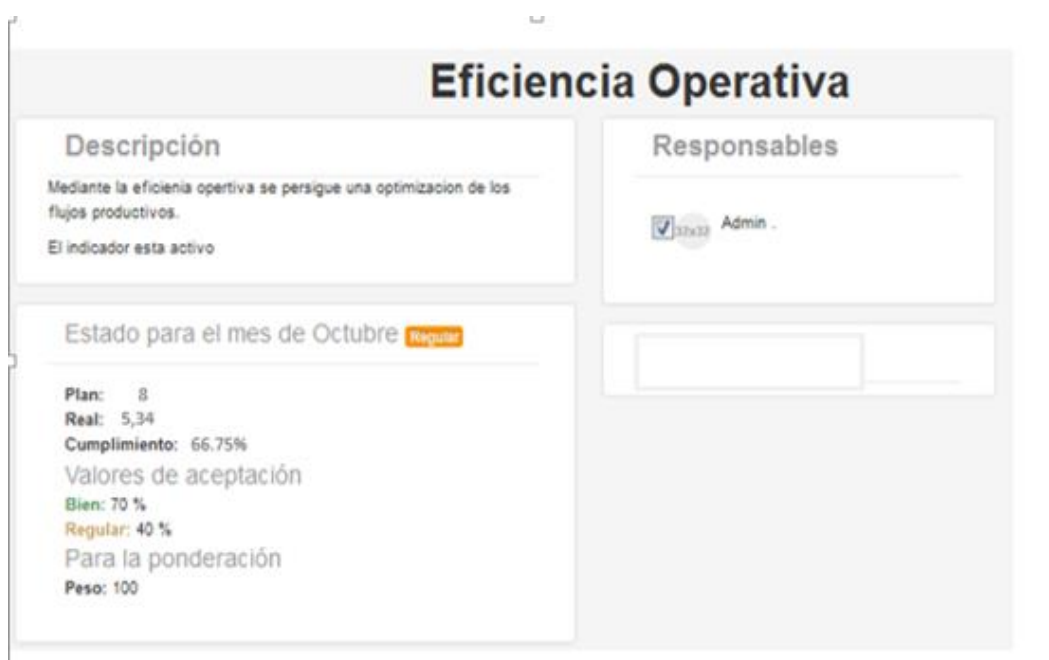 Eficiencia Operativa
Descripción
Mediante la eficienia opertiva se persigue una optimizacion de los
flujos productivos.
El indicador esta activo
Responsables
32x32 Admin .
Estado para el mes de Octubre Regular
Plan: 8
Real: 5,34
Cumplimiento: 66.75%
Valores de aceptación
Bien: 70 %
Regular: 40 %
Para la ponderación
Peso: 100